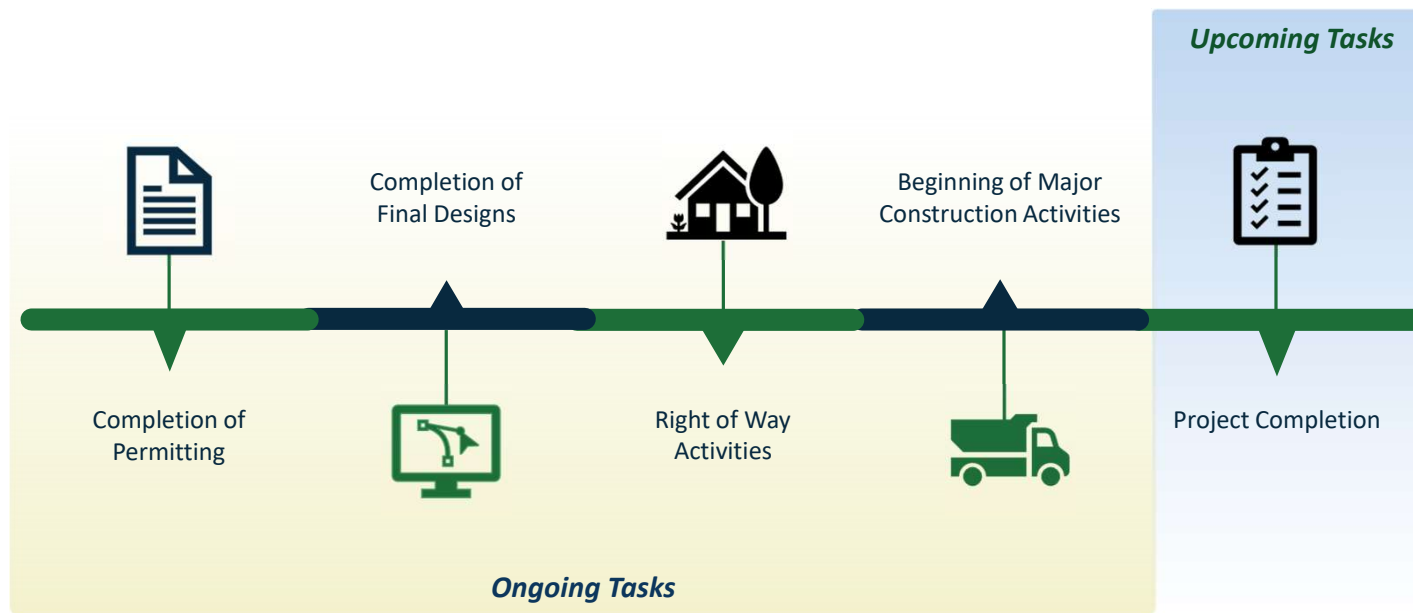 Upcoming Tasks
Completion of
Final Designs
Beginning of Major
Construction Activities
Completion of
Permitting
Right of Way
Activities
Project Completion
Ongoing Tasks